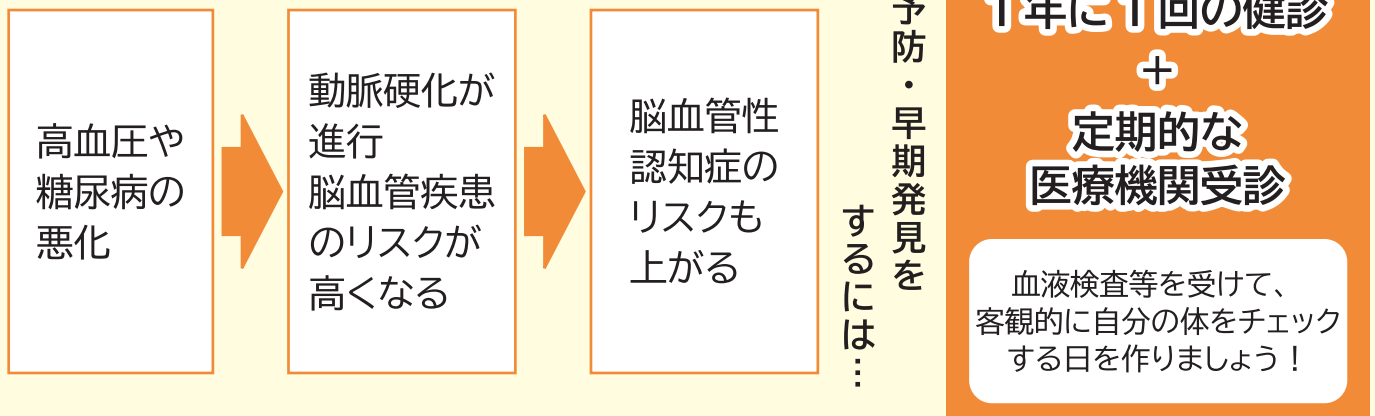 高血圧や
糖尿病の
悪化
動脈硬化が
進行
脳血管疾患
のリスクが
高くなる
脳血管性
認知症の
リスクも
上がる
予防・早期発見を
するには…
1年に1回の健診
+
定期的な
医療機関受診
血液検査等を受けて、
客観的に自分の体をチェック
する日を作りましょう！